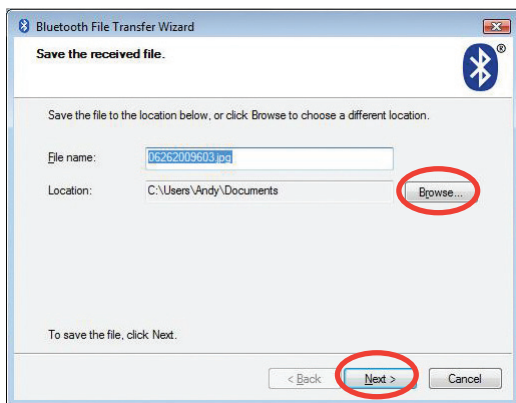 Bluetooth File Transfer Wizard
Save the received file.
®
Save the file to the location below, or click Browse to choose a different location.
File name: 06262009603.jpg
Location: C:\Users\Andy\Documents
Browse...
To save the file, click Next.
< Back Next > Cancel